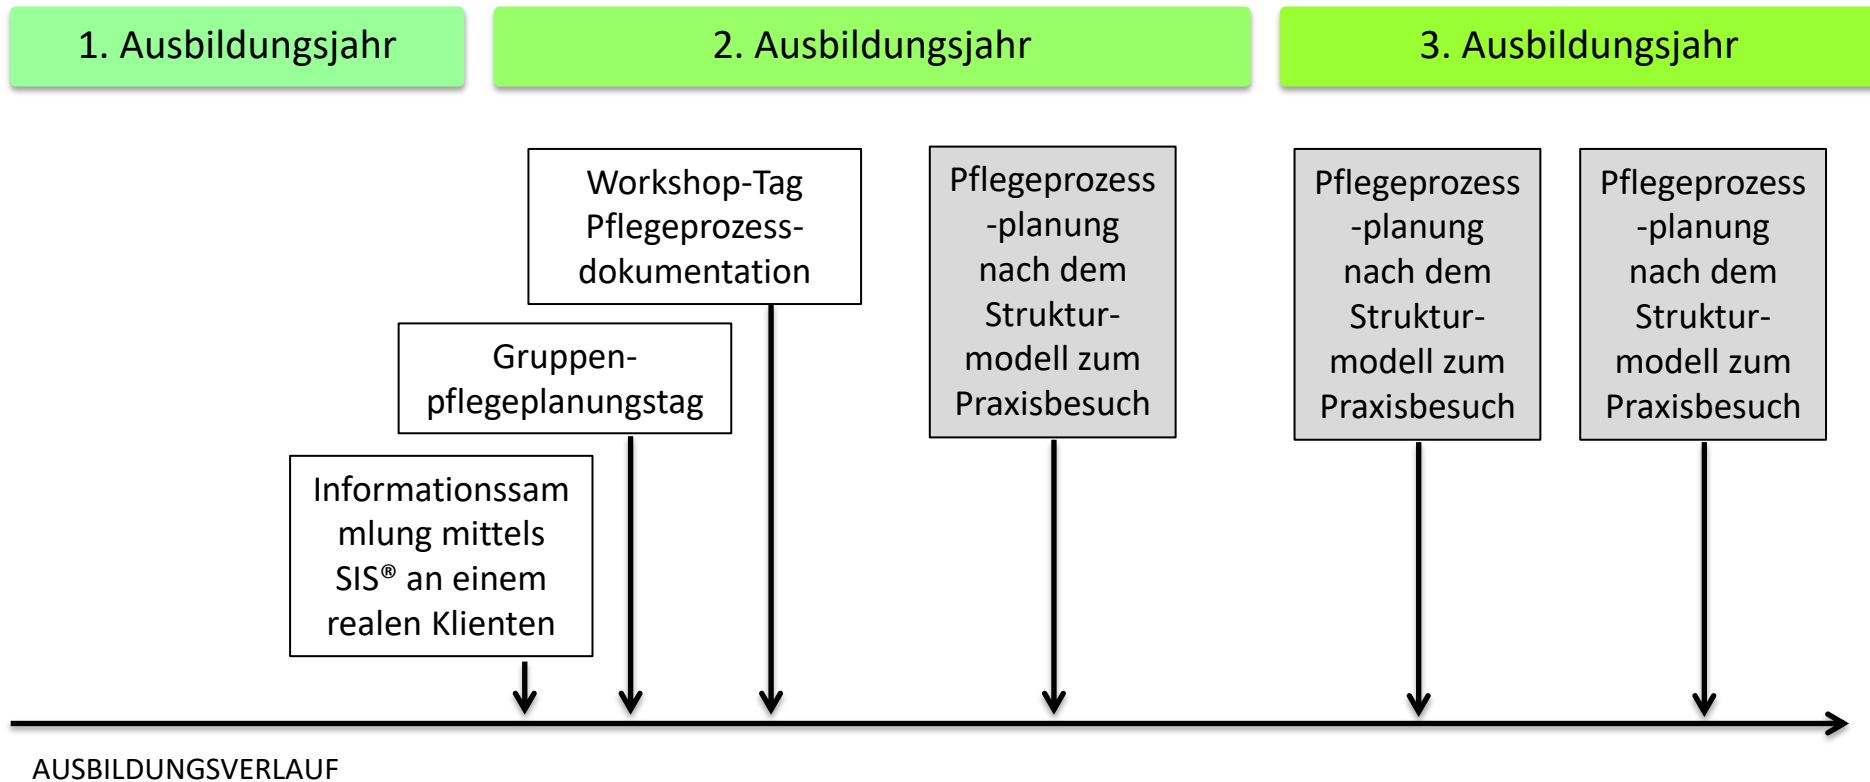 1. Ausbildungsjahr
2. Ausbildungsjahr
3. Ausbildungsjahr
Workshop-Tag
Pflegeprozess-
dokumentation
Gruppen-
pflegeplanungstag
Informationssam
mlung mittels
SIS® an einem
realen Klienten
Pflegeprozess
-planung
nach dem
Struktur-
modell zum
Praxisbesuch
Pflegeprozess
-planung
nach dem
Struktur-
modell zum
Praxisbesuch
Pflegeprozess
-planung
nach dem
Struktur-
modell zum
Praxisbesuch
AUSBILDUNGSVERLAUF